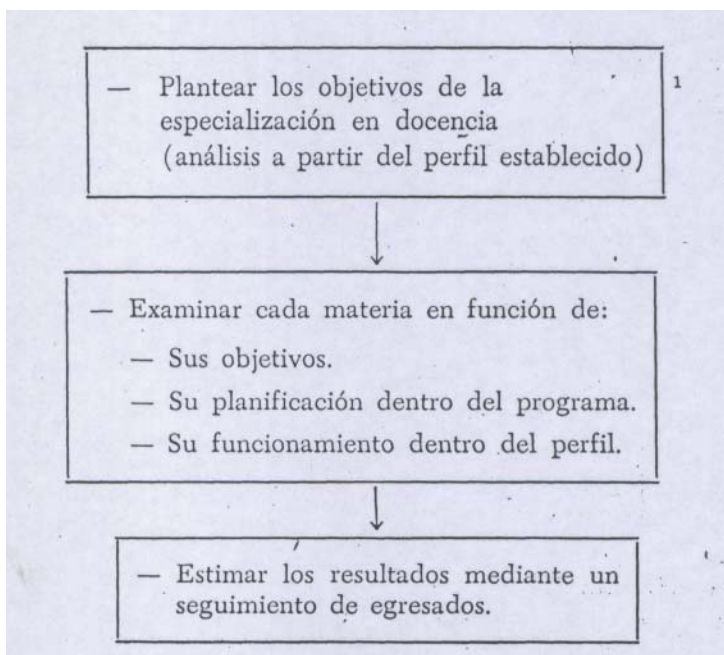 — Plantear los objetivos de la 1
especialización en docencia
(análisis a partir del perfil establecido)
— Examinar cada materia en función de:
— Sus objetivos.
— Su planificación dentro del programa.
— Su funcionamiento dentro del perfil.
— Estimar los resultados mediante un
seguimiento de egresados.